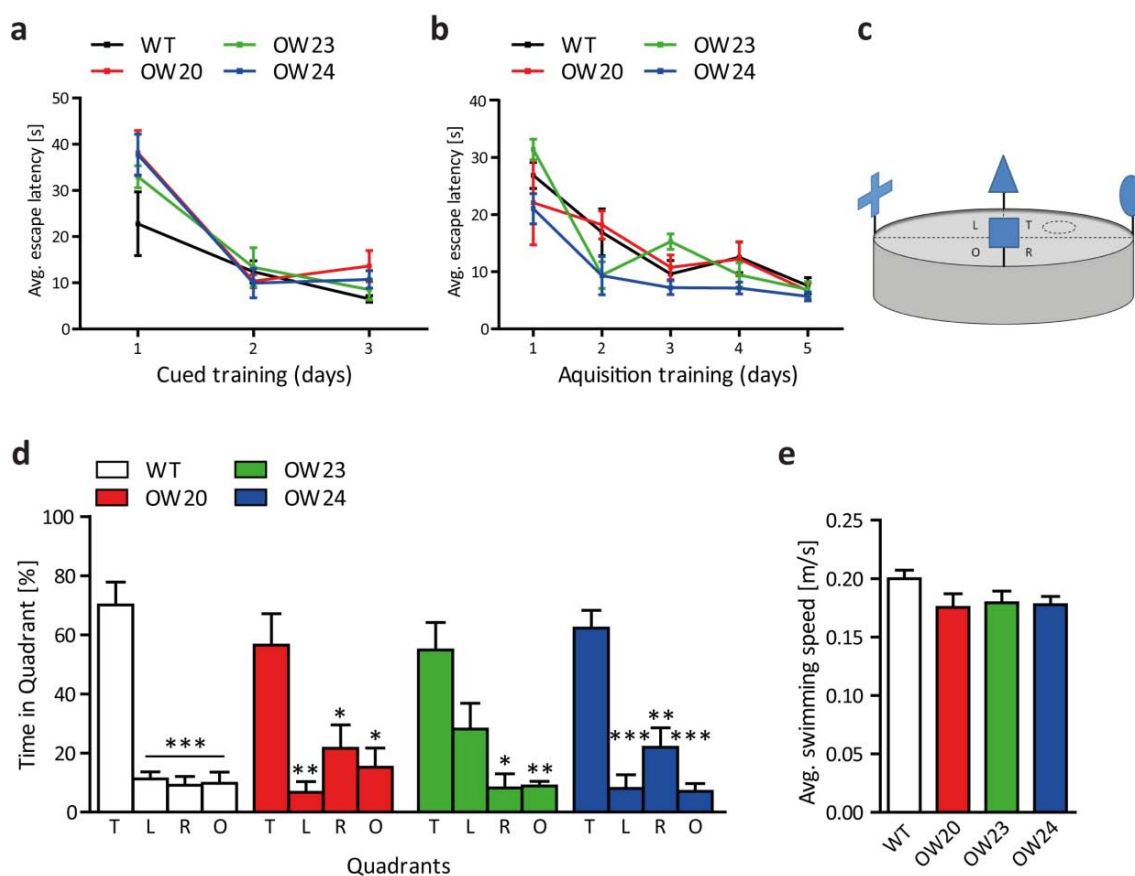 a
WT
OW23
OW20
OW24
Avg. escape latency [s]
50
40
30
20
10
0
1
2
3
Cued training (days)
b
WT
OW23
OW20
OW24
Avg. escape latency [s]
40
30
20
10
0
1
2
3
4
5
Aquisition training (days)
c
L T
O R
d
WT
OW23
OW20
OW24
Time in Quadrant [%]
100
80
60
40
20
0
***
**
*
*
*
**
***
**
***
T L R O T L R O T L R O T L R O
Quadrants
e
Avg. swimming speed [m/s]
0.25
0.20
0.15
0.10
0.05
0.00
WT
OW20
OW23
OW24